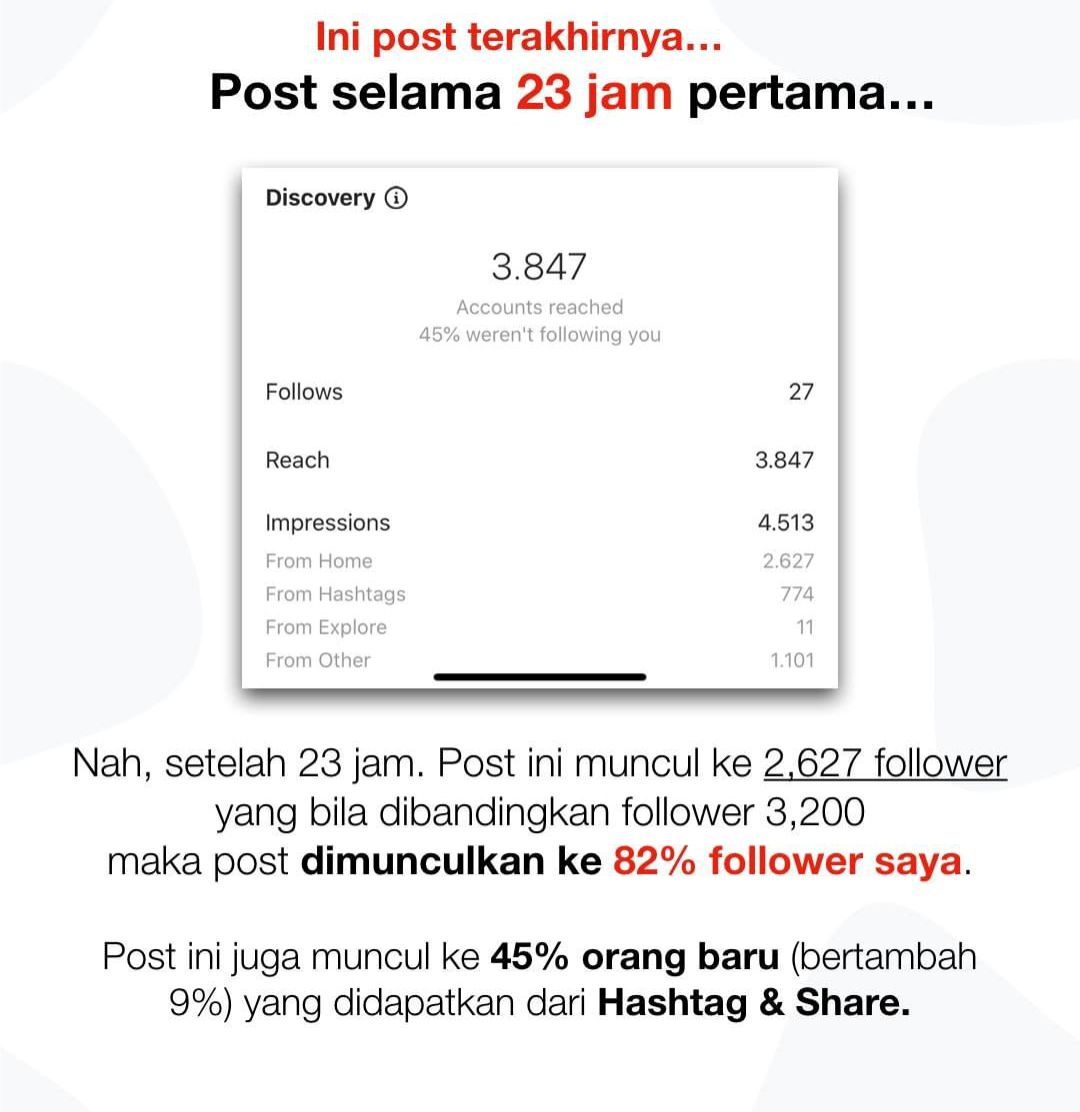 Ini post terakhirnya...
Post selama 23 jam pertama...
Discovery
3.847
Accounts reached
45% weren't following you
Follows 27
Reach 3.847
Impressions 4.513
From Home 2.627
From Hashtags 774
From Explore 11
From Other 1.101
Nah, setelah 23 jam. Post ini muncul ke 2,627 follower
yang bila dibandingkan follower 3,200
maka post dimunculkan ke 82% follower saya.
Post ini juga muncul ke 45% orang baru (bertambah
9%) yang didapatkan dari Hashtag & Share.